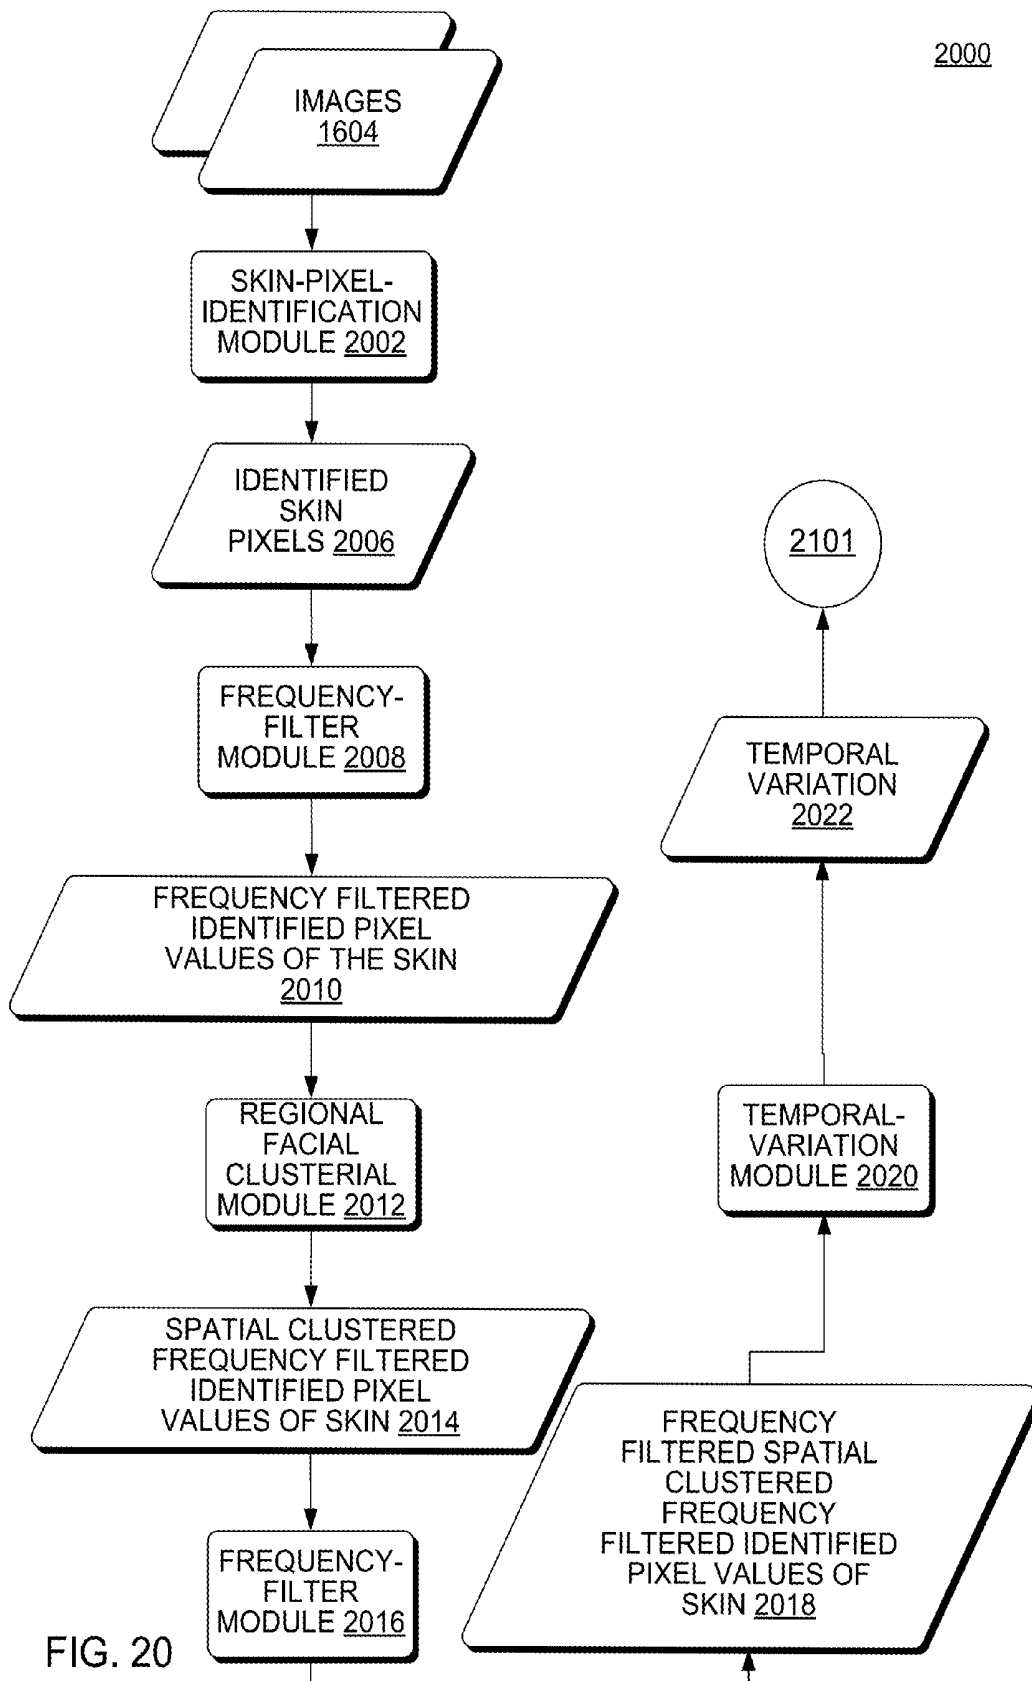 2000
IMAGES
1604
SKIN-PIXEL-
IDENTIFICATION
MODULE 2002
IDENTIFIED
SKIN
PIXELS 2006
FREQUENCY-
FILTER
MODULE 2008
FREQUENCY FILTERED
IDENTIFIED PIXEL
VALUES OF THE SKIN
2010
REGIONAL
FACIAL
CLUSTERIAL
MODULE 2012
SPATIAL CLUSTERED
FREQUENCY FILTERED
IDENTIFIED PIXEL
VALUES OF SKIN 2014
FREQUENCY-
FILTER
MODULE 2016
FREQUENCY
FILTERED SPATIAL
CLUSTERED
FREQUENCY
FILTERED IDENTIFIED
PIXEL VALUES OF
SKIN 2018
TEMPORAL-
VARIATION
MODULE 2020
TEMPORAL
VARIATION
2022
2101
FIG. 20